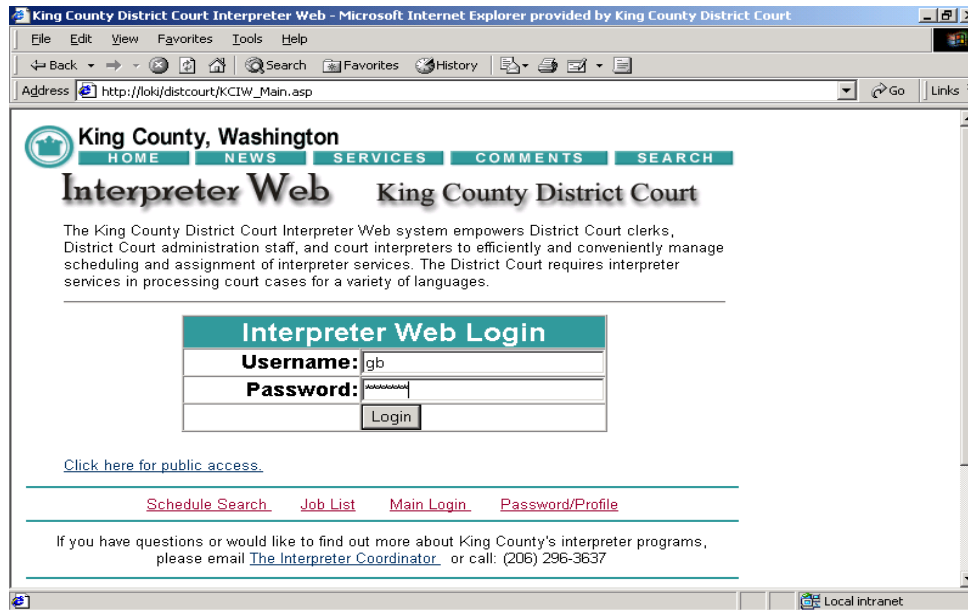 King County District Court Interpreter Web - Microsoft Internet Explorer provided by King County District Court
File Edit View Favorites Tools Help
Back Search Favorites History
Address http://loki/distcourt/KCIW_Main.asp Go Links
King County, Washington
HOME NEWS SERVICES COMMENTS SEARCH
Interpreter Web King County District Court
The King County District Court Interpreter Web system empowers District Court clerks,
District Court administration staff, and court interpreters to efficiently and conveniently manage
scheduling and assignment of interpreter services. The District Court requires interpreter
services in processing court cases for a variety of languages.
Interpreter Web Login
Username: gb
Password: *******
Login
Click here for public access.
Schedule Search Job List Main Login Password/Profile
If you have questions or would like to find out more about King County's interpreter programs,
please email The Interpreter Coordinator or call: (206) 296-3637
Local intranet